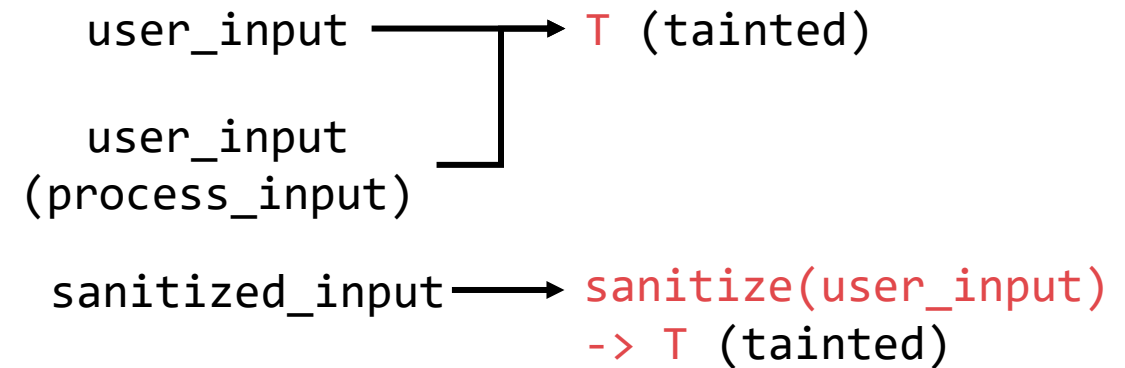 user_input T (tainted)
user_input
(process_input)
sanitized_input sanitize(user_input)
-> T (tainted)